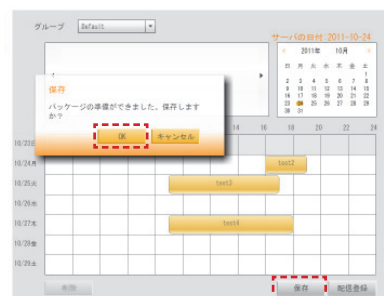 グループ Default
サーバの日付 2011-10-24
2011年 10月
日 月 火 水 木 金 土
1
2 3 4 5 6 7 8
9 10 11 12 13 14 15
16 17 18 19 20 21 22
23 24 25 26 27 28 29
30 31
保存
パッケージの準備ができました、保存します
か？
OK キャンセル
14 16 18 20 22 24
10/23日
10/24月 test2
10/25火 test3
10/26水
10/27木 test4
10/28金
10/29土
削除 保存 配信登録